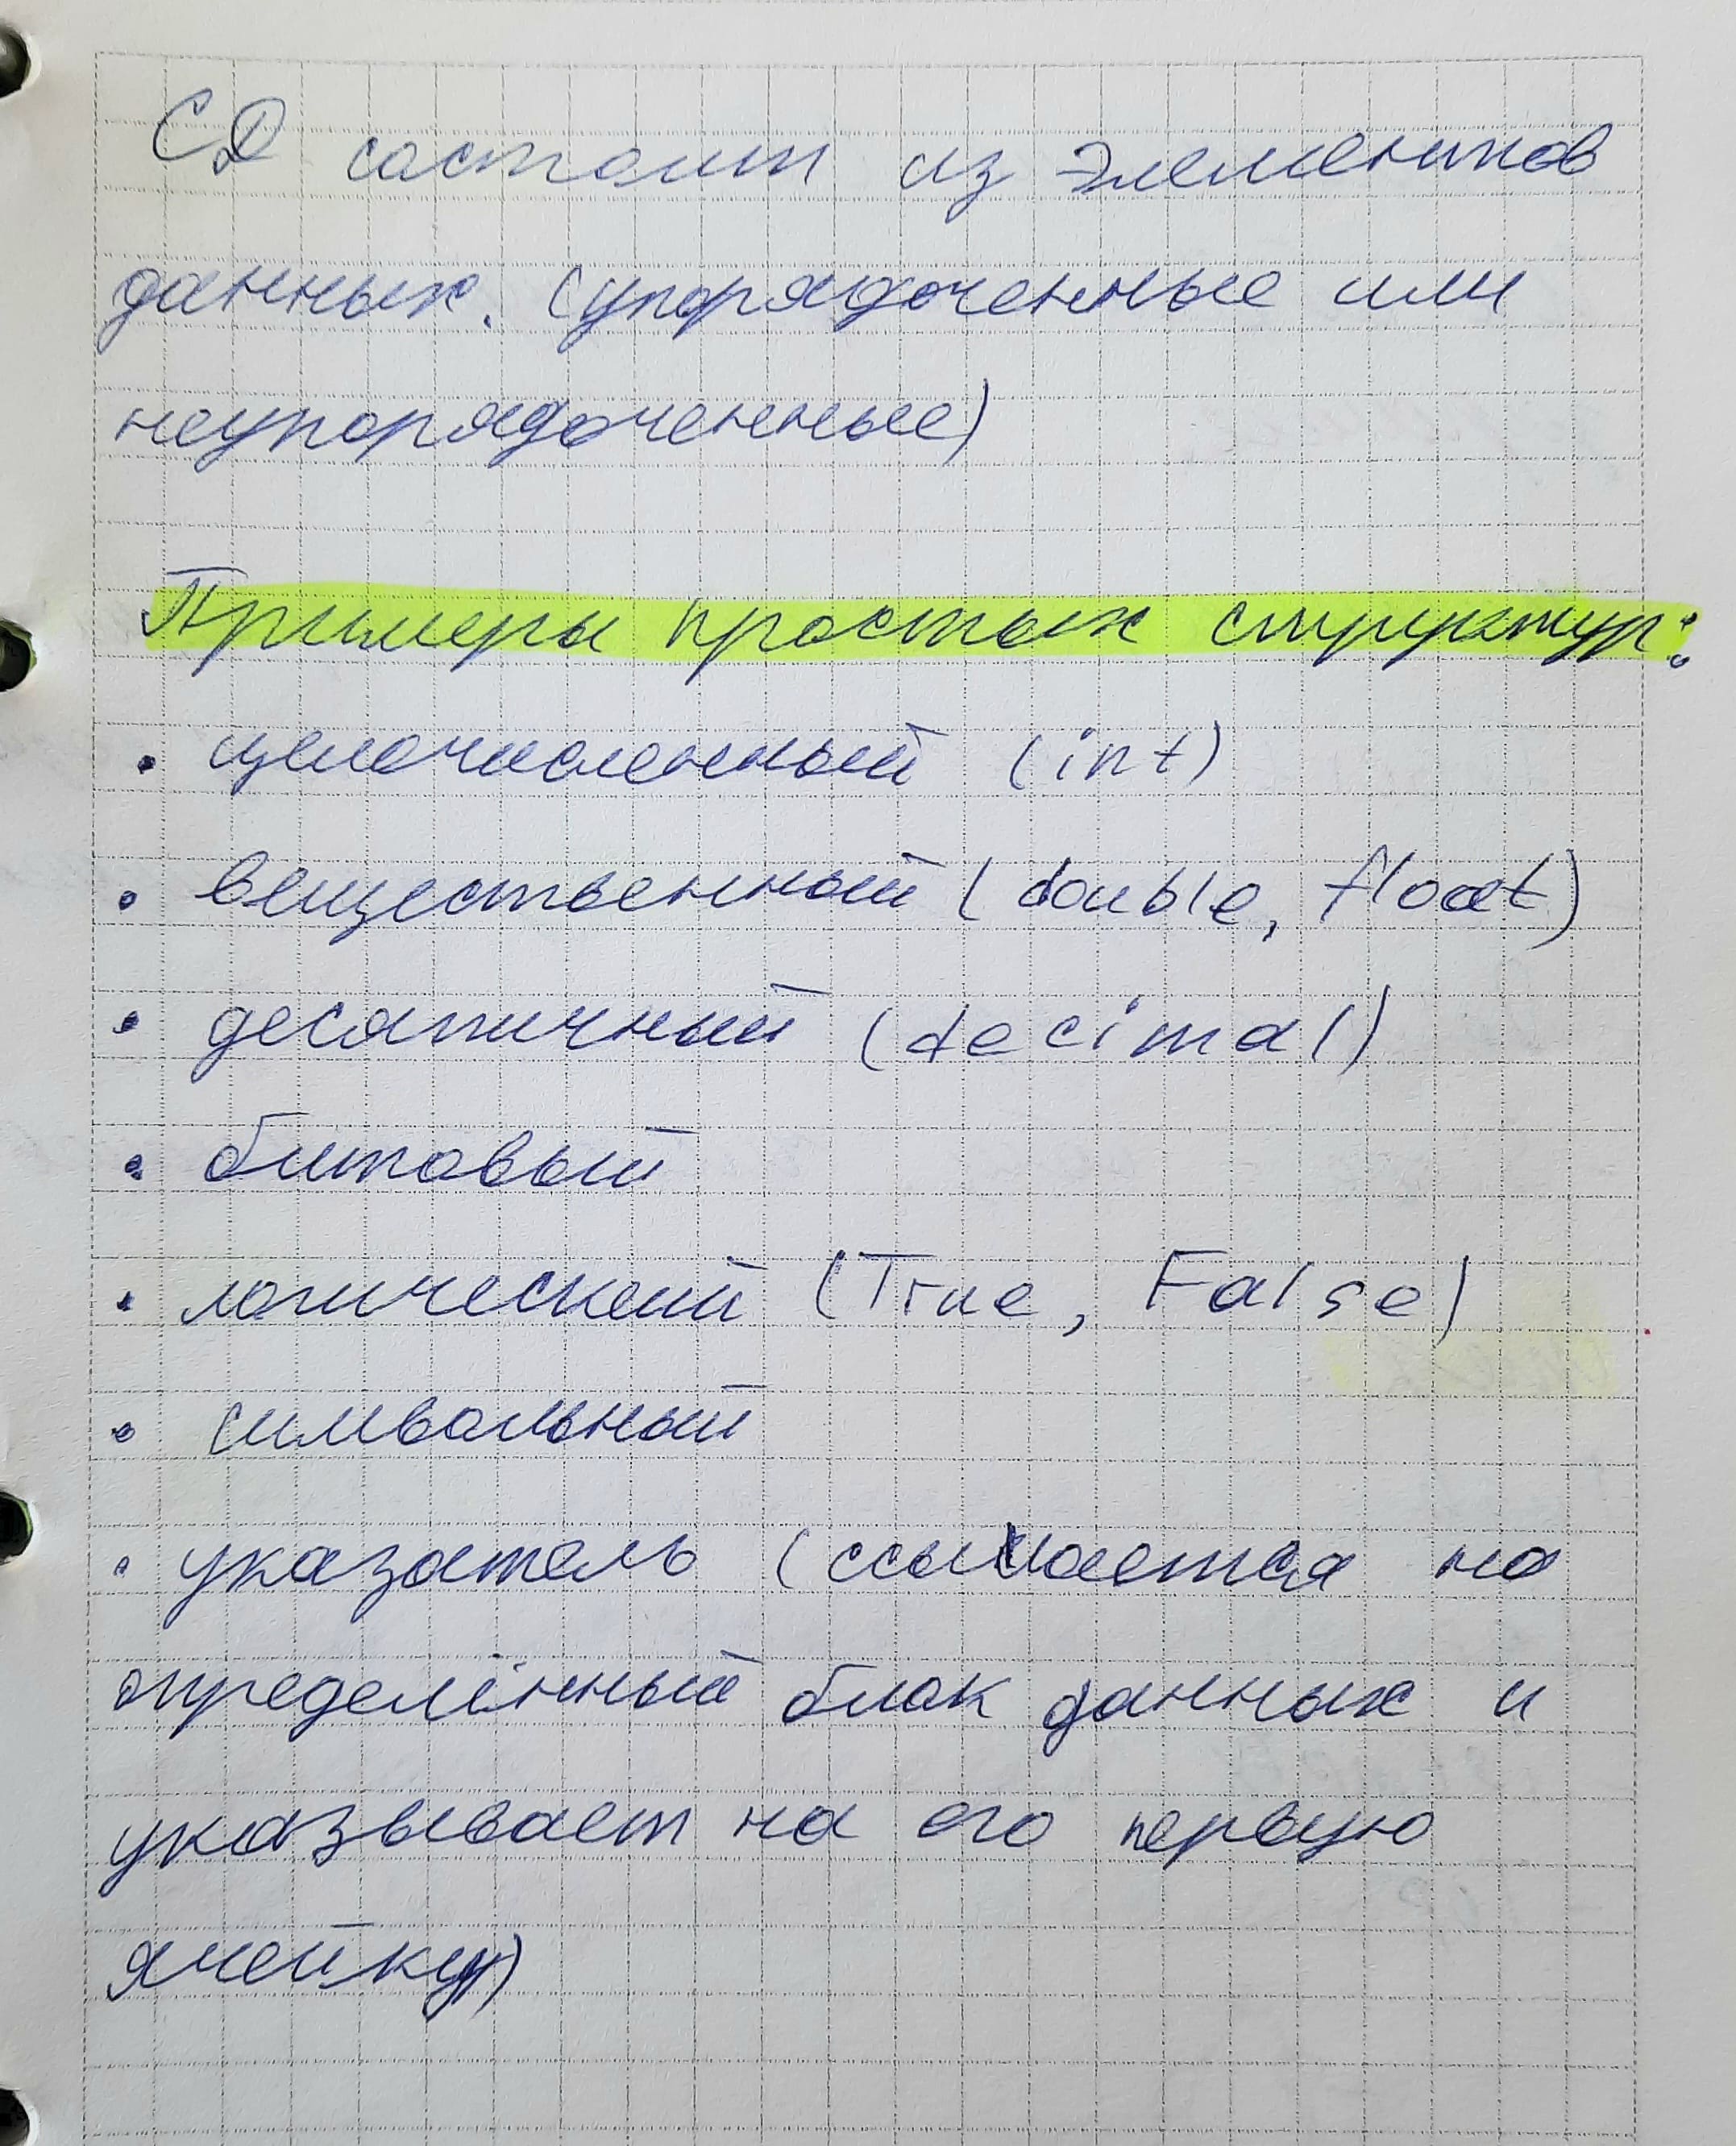 СД состоит из элементов
данных. (упорядоченные или
неупорядоченные)
Примеры простых структур:
• целочисленный (int)
• вещественный (double, float)
• десятичный (decimal)
• битовый
• логический (True, False)
• символьный
• указатель (ссылается на
определённый блок данных и
указывает на его первую
ячейку)